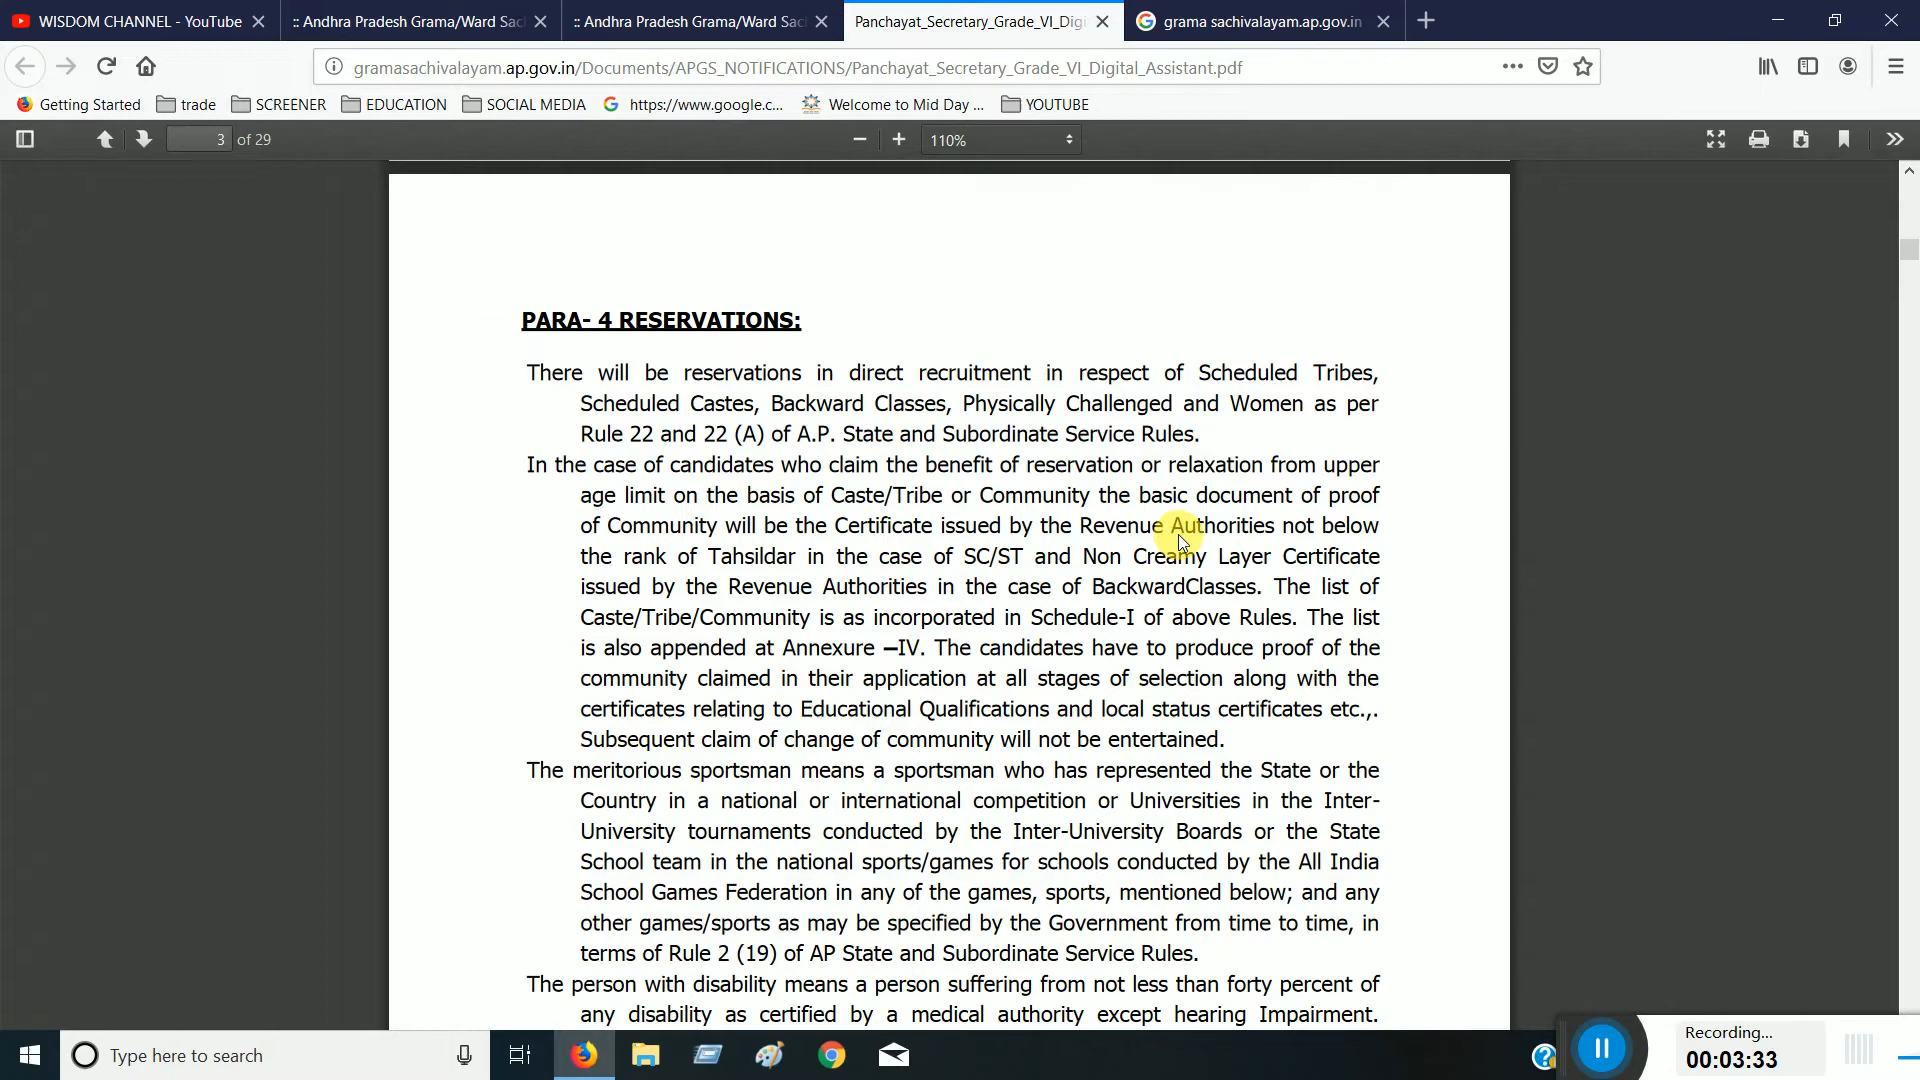 WISDOM CHANNEL - YouTube
:: Andhra Pradesh Grama/Ward Sac
:: Andhra Pradesh Grama/Ward Sac
Panchayat_Secretary_Grade_VI_Digi
grama sachivalayam.ap.gov.in
gramasachivalayam.ap.gov.in/Documents/APGS_NOTIFICATIONS/Panchayat_Secretary_Grade_VI_Digital_Assistant.pdf
Getting Started
trade
SCREENER
EDUCATION
SOCIAL MEDIA
https://www.google.c...
Welcome to Mid Day ...
YOUTUBE
3 of 29
110%
PARA- 4 RESERVATIONS:
There will be reservations in direct recruitment in respect of Scheduled Tribes,
Scheduled Castes, Backward Classes, Physically Challenged and Women as per
Rule 22 and 22 (A) of A.P. State and Subordinate Service Rules.
In the case of candidates who claim the benefit of reservation or relaxation from upper
age limit on the basis of Caste/Tribe or Community the basic document of proof
of Community will be the Certificate issued by the Revenue Authorities not below
the rank of Tahsildar in the case of SC/ST and Non Creamy Layer Certificate
issued by the Revenue Authorities in the case of BackwardClasses. The list of
Caste/Tribe/Community is as incorporated in Schedule-I of above Rules. The list
is also appended at Annexure –IV. The candidates have to produce proof of the
community claimed in their application at all stages of selection along with the
certificates relating to Educational Qualifications and local status certificates etc.,.
Subsequent claim of change of community will not be entertained.
The meritorious sportsman means a sportsman who has represented the State or the
Country in a national or international competition or Universities in the Inter-
University tournaments conducted by the Inter-University Boards or the State
School team in the national sports/games for schools conducted by the All India
School Games Federation in any of the games, sports, mentioned below; and any
other games/sports as may be specified by the Government from time to time, in
terms of Rule 2 (19) of AP State and Subordinate Service Rules.
The person with disability means a person suffering from not less than forty percent of
any disability as certified by a medical authority except hearing Impairment.
Type here to search
Recording...
00:03:33